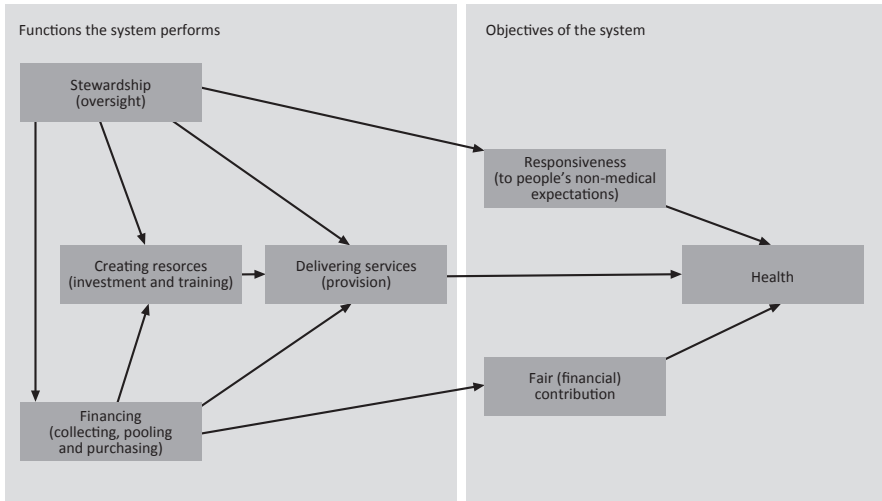 Functions the system performs
Objectives of the system
Stewardship
(oversight)
Responsiveness
(to people's non-medical
expectations)
Creating resorces
(investment and training)
Delivering services
(provision)
Health
Fair (financial)
contribution
Financing
(collecting, pooling
and purchasing)